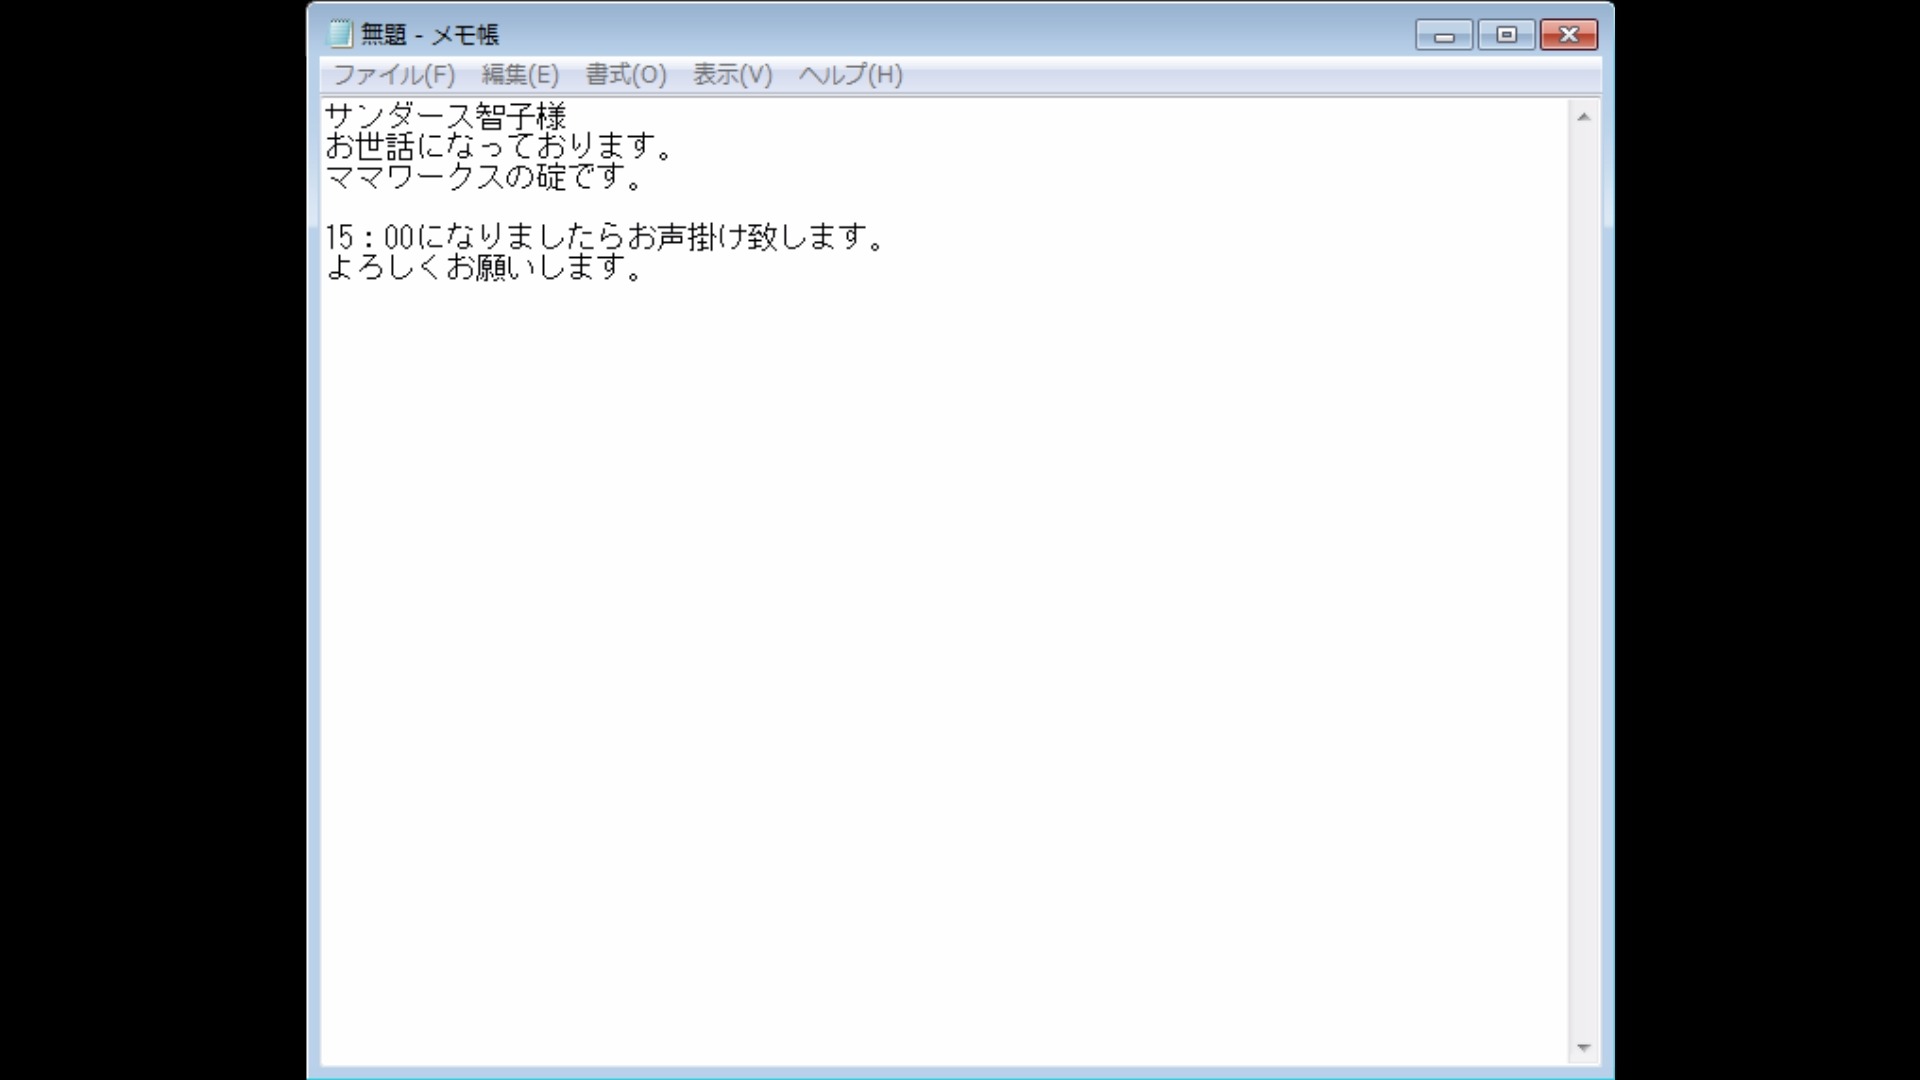 無題 - メモ帳
ファイル(F) 編集(E) 書式(O) 表示(V) ヘルプ(H)
サンダース智子様
お世話になっております。
ママワークスの碇です。
15：00になりましたらお声掛け致します。
よろしくお願いします。